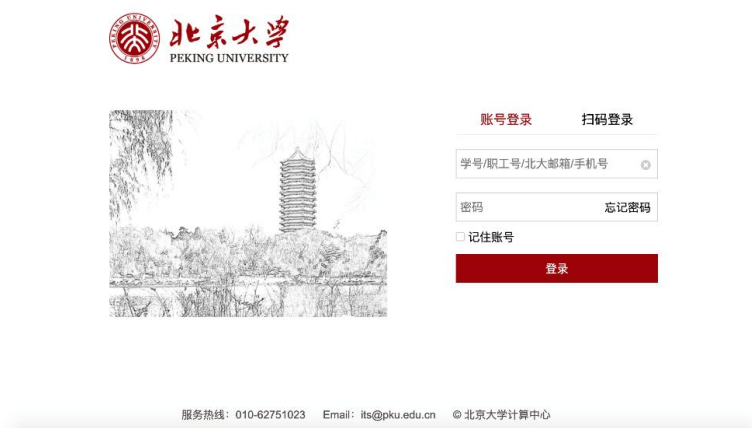 PEKING UNIVERSITY
1898
北京大学
PEKING UNIVERSITY
账号登录 扫码登录
学号/职工号/北大邮箱/手机号
密码 忘记密码
记住账号
登录
服务热线：010-62751023 Email：its@pku.edu.cn © 北京大学计算中心